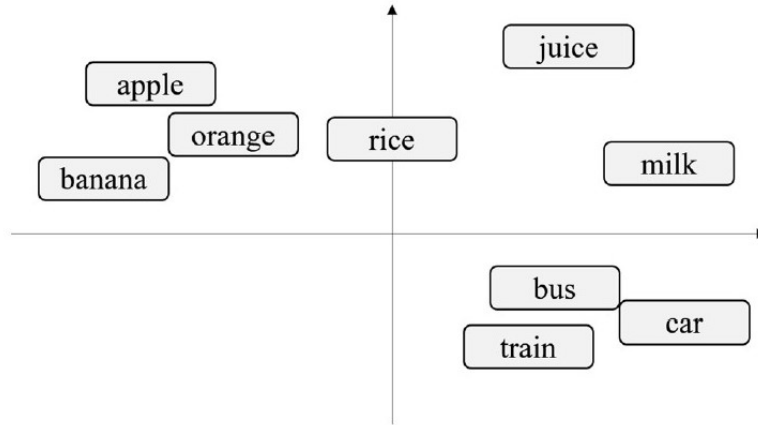 juice
apple
orange
rice
milk
banana
bus
car
train